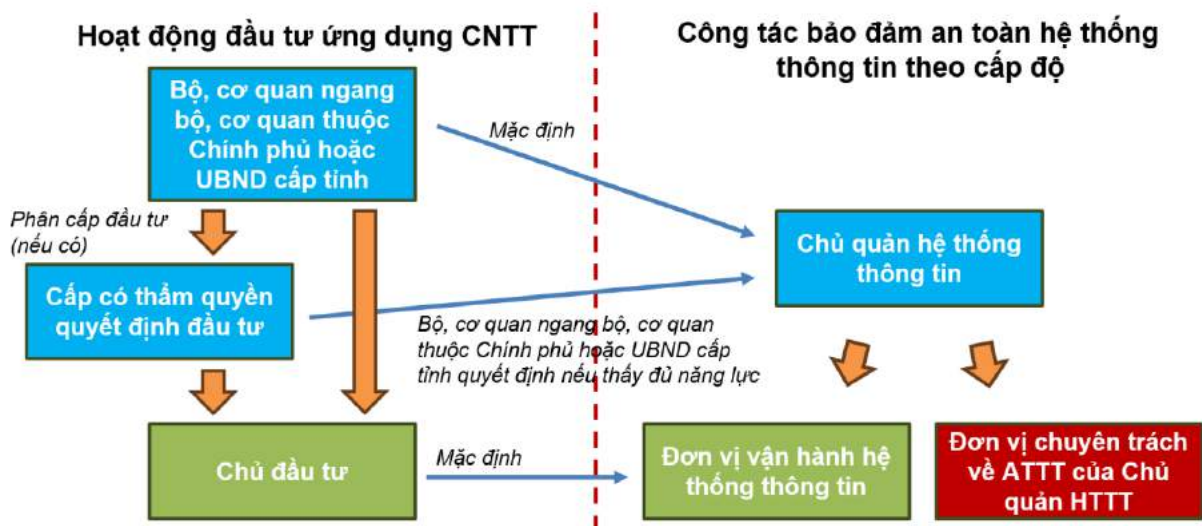 Hoạt động đầu tư ứng dụng CNTT
Công tác bảo đảm an toàn hệ thống
thông tin theo cấp độ
Bộ, cơ quan ngang
bộ, cơ quan thuộc
Chính phủ hoặc
UBND cấp tỉnh
Mặc định
Phân cấp đầu tư
(nếu có)
Chủ quản hệ thống
thông tin
Cấp có thẩm quyền
quyết định đầu tư
Bộ, cơ quan ngang bộ, cơ quan
thuộc Chính phủ hoặc UBND cấp
tỉnh quyết định nếu thấy đủ năng lực
Chủ đầu tư
Mặc định
Đơn vị vận hành hệ
thống thông tin
Đơn vị chuyên trách
về ATTT của Chủ
quản HTTT